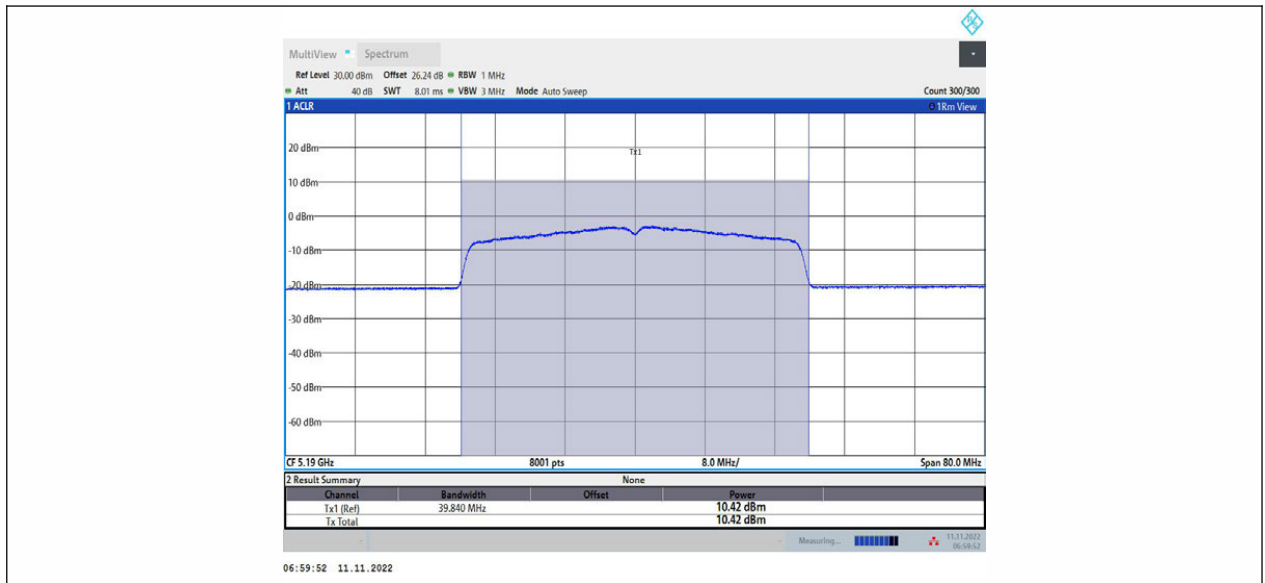 MultiView Spectrum
Ref Level 30.00 dBm Offset 26.24 dB RBW 1 MHz
Att 40 dB SWT 8.01 ms VBW 3 MHz Mode Auto Sweep Count 300/300
1 ACLR 1Rm View
20 dBm
Tx1
10 dBm
0 dBm
-10 dBm
-20 dBm
-30 dBm
-40 dBm
-50 dBm
-60 dBm
CF 5.19 GHz 8001 pts 8.0 MHz/ Span 80.0 MHz
2 Result Summary None
Channel Bandwidth Offset Power
Tx1 (Ref) 39.840 MHz 10.42 dBm
Tx Total 10.42 dBm
Measuring... 11.11.2022
06:59:52
06:59:52 11.11.2022